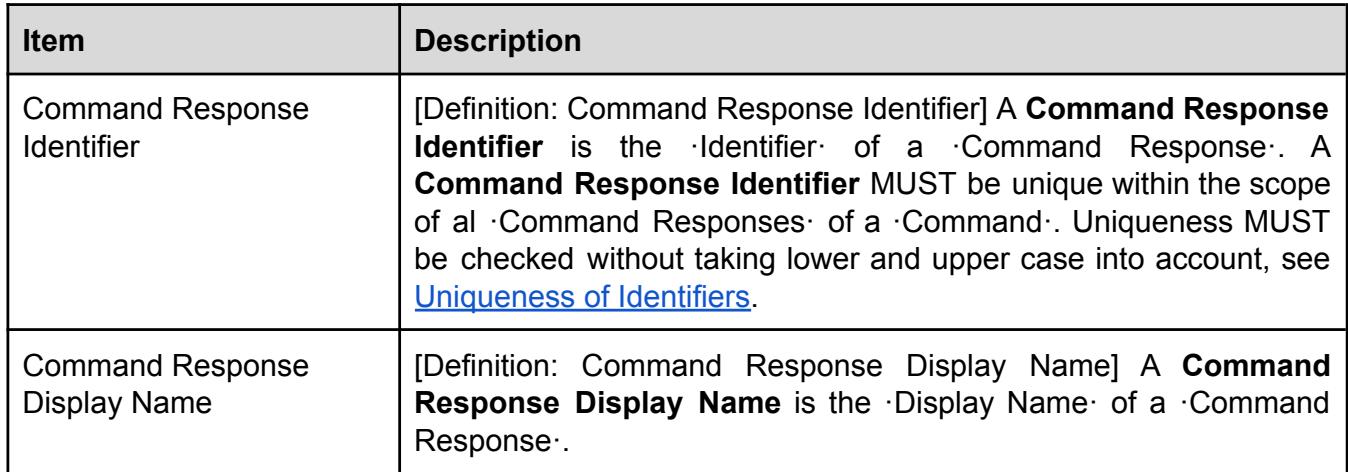 Item Description
Command Response
Identifier
[Definition: Command Response Identifier] A Command Response
Identifier is the ·Identifier· of a ·Command Response·. A
Command Response Identifier MUST be unique within the scope
of al ·Command Responses· of a ·Command·. Uniqueness MUST
be checked without taking lower and upper case into account, see
Uniqueness of Identifiers.
Command Response
Display Name
[Definition: Command Response Display Name] A Command
Response Display Name is the ·Display Name· of a ·Command
Response·.